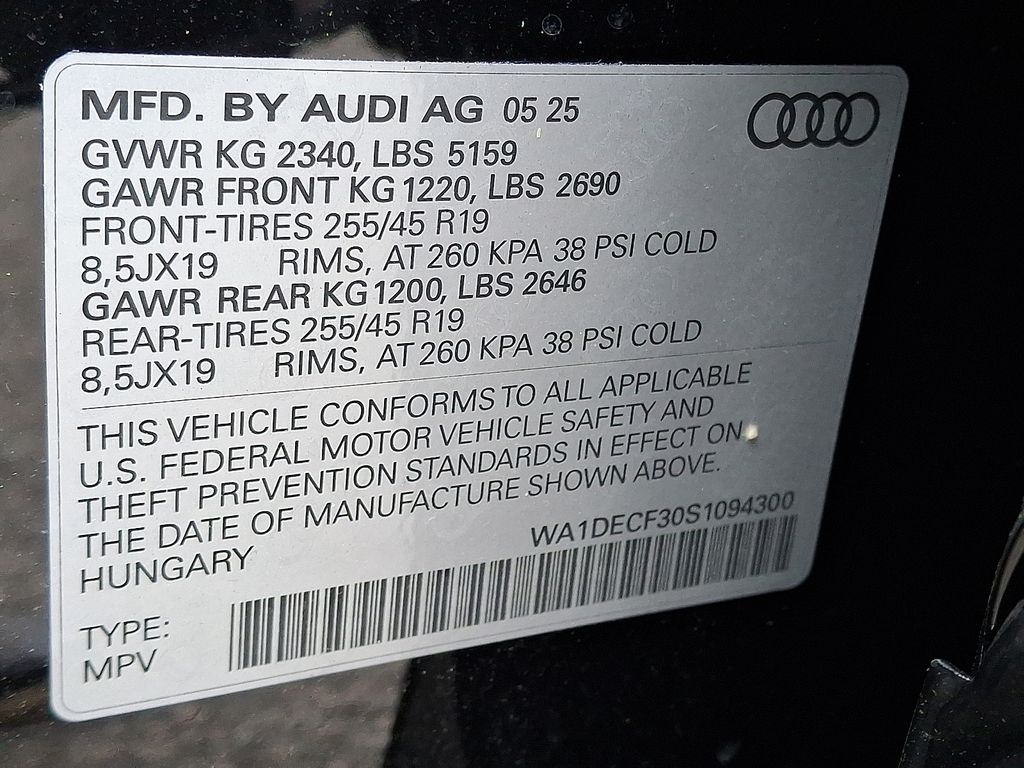 MFD. BY AUDI AG 05 25
GVWR KG 2340, LBS 5159
GAWR FRONT KG 1220, LBS 2690
FRONT-TIRES 255/45 R19
8,5JX19 RIMS, AT 260 KPA 38 PSI COLD
GAWR REAR KG 1200, LBS 2646
REAR-TIRES 255/45 R19
8,5JX19 RIMS, AT 260 KPA 38 PSI COLD
THIS VEHICLE CONFORMS TO ALL APPLICABLE
U.S. FEDERAL MOTOR VEHICLE SAFETY AND
THEFT PREVENTION STANDARDS IN EFFECT ON
THE DATE OF MANUFACTURE SHOWN ABOVE.
HUNGARY WA1DECF30S1094300
TYPE:
MPV